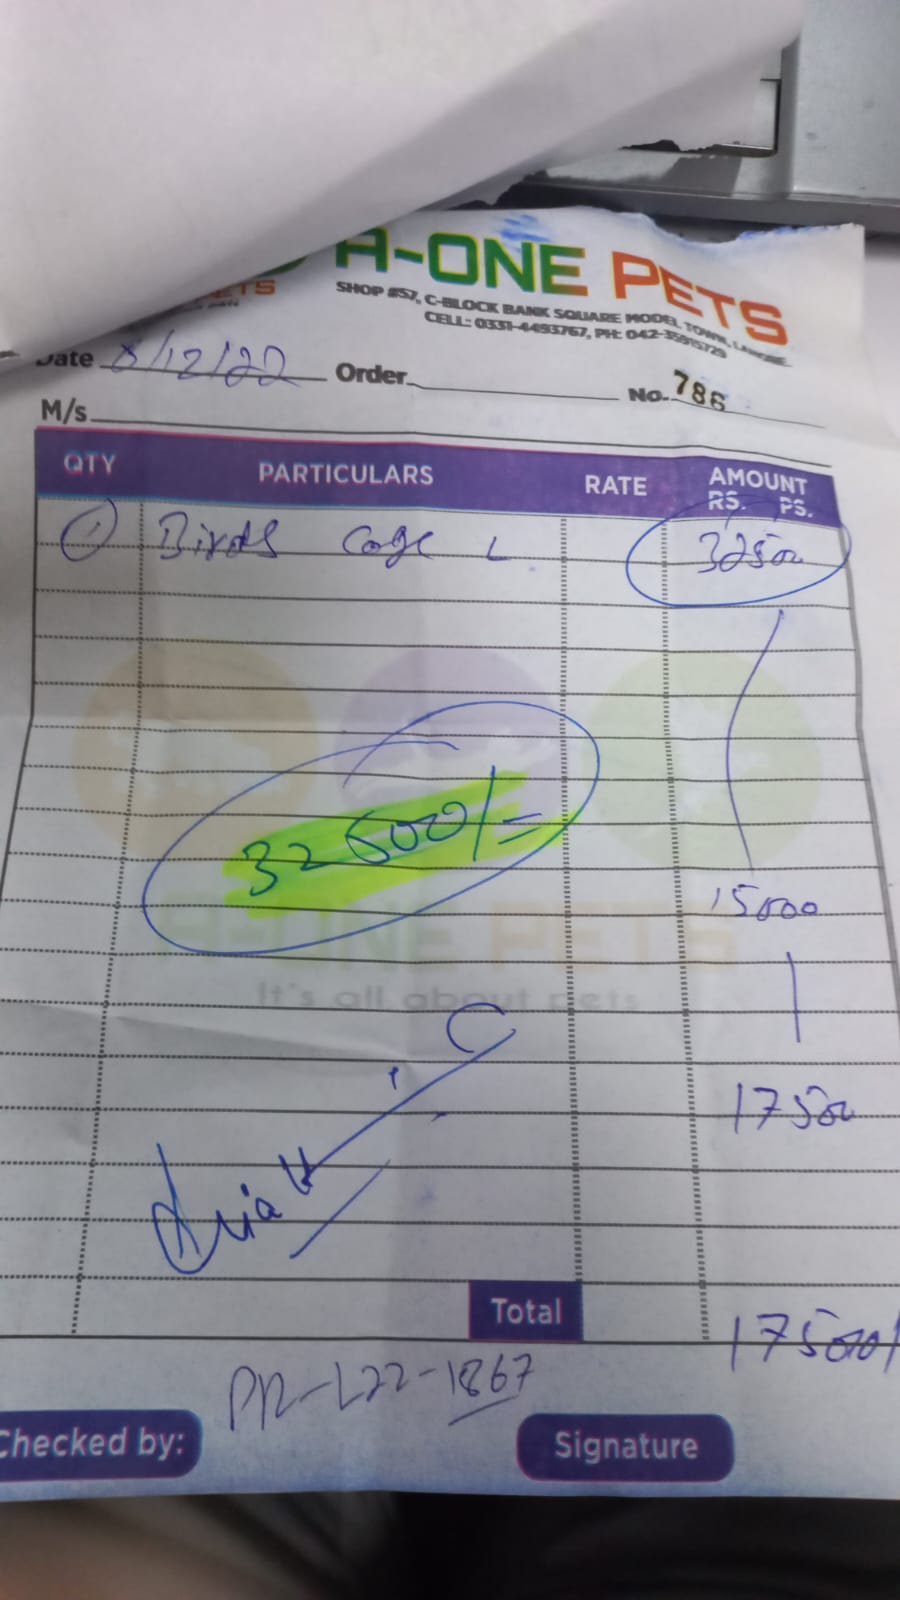 A-ONE PETS
PETS
SHOP #57, C-BLOCK BANK SQUARE MODEL TOWN, LAHORE
CELL: 0331-4493767, PH: 042-35915729
Date 8/12/22 Order No. 786
M/s
QTY PARTICULARS RATE AMOUNT
RS. PS.
1 Birds Cage L 32500
32500/=
15000
A-ONE PETS
It's all about pets
17500
Total 17500/
PR-L22-1867
Checked by: Signature